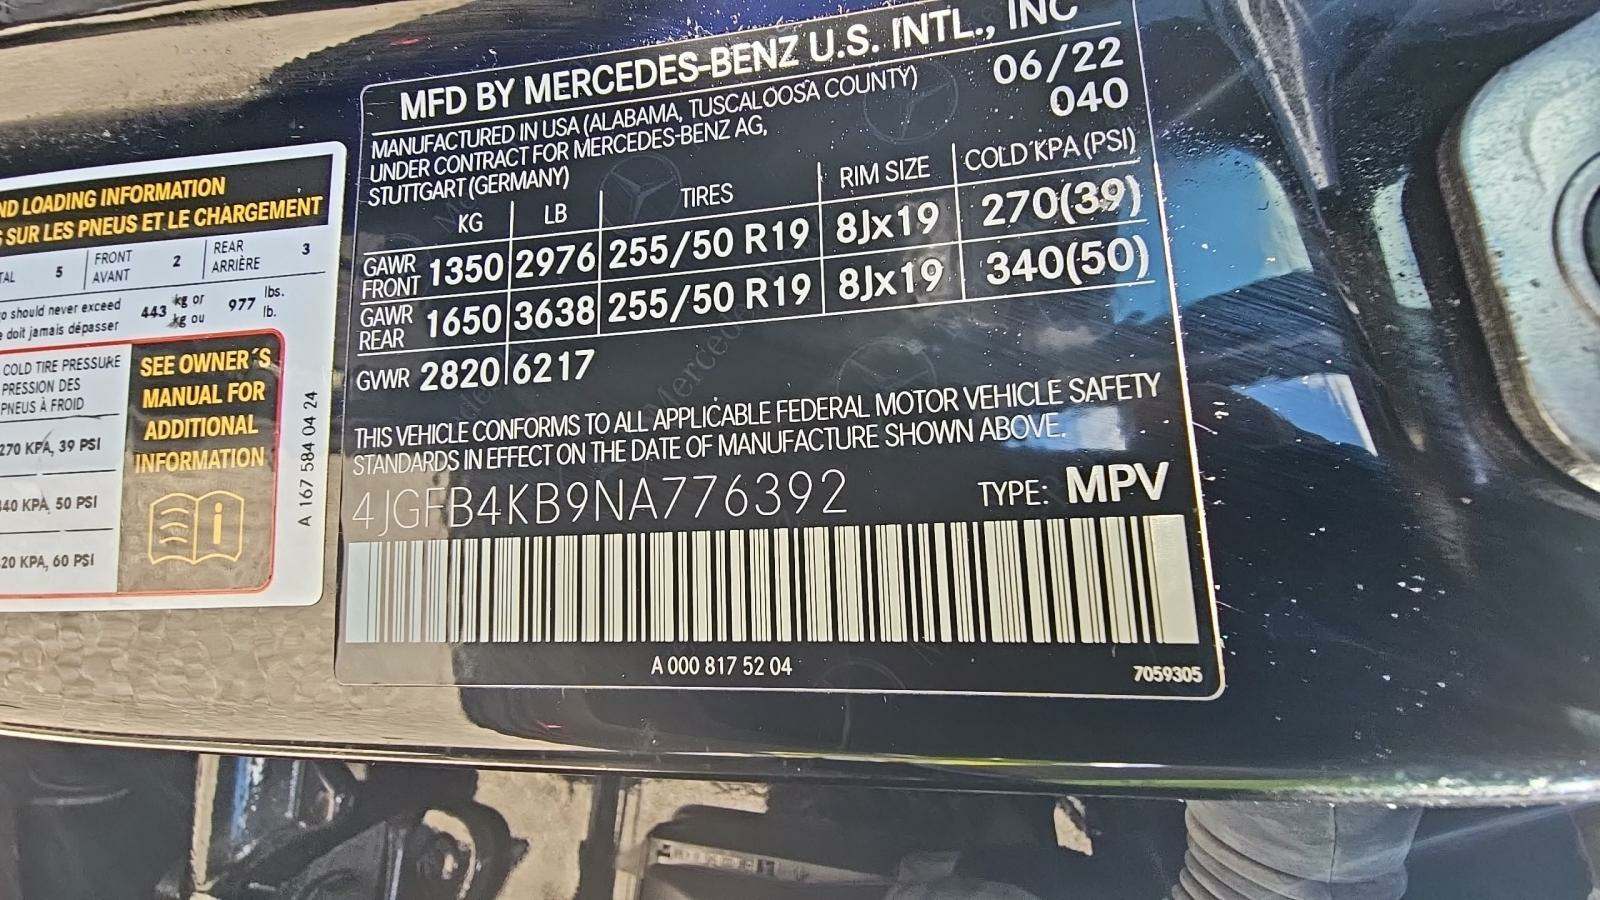 MFD BY MERCEDES-BENZ U.S. INTL., INC
MANUFACTURED IN USA (ALABAMA, TUSCALOOSA COUNTY)
UNDER CONTRACT FOR MERCEDES-BENZ AG,
STUTTGART (GERMANY)
06/22
040
KG LB TIRES RIM SIZE COLD KPA (PSI)
GAWR FRONT 1350 2976 255/50 R19 8Jx19 270(39)
GAWR REAR 1650 3638 255/50 R19 8Jx19 340(50)
GVWR 2820 6217
THIS VEHICLE CONFORMS TO ALL APPLICABLE FEDERAL MOTOR VEHICLE SAFETY
STANDARDS IN EFFECT ON THE DATE OF MANUFACTURE SHOWN ABOVE.
4JGFB4KB9NA776392 TYPE: MPV
A 000 817 52 04
7059305
LOADING INFORMATION
SUR LES PNEUS ET LE CHARGEMENT
5 FRONT AVANT 2 REAR ARRIÈRE 3
should never exceed 443 kg or 977 lbs.
doit jamais dépasser kg ou lb.
COLD TIRE PRESSURE
PRESSION DES
PNEUS À FROID
270 KPA, 39 PSI
KPA, 50 PSI
KPA, 60 PSI
SEE OWNER´S
MANUAL FOR
ADDITIONAL
INFORMATION
A 167 584 04 24